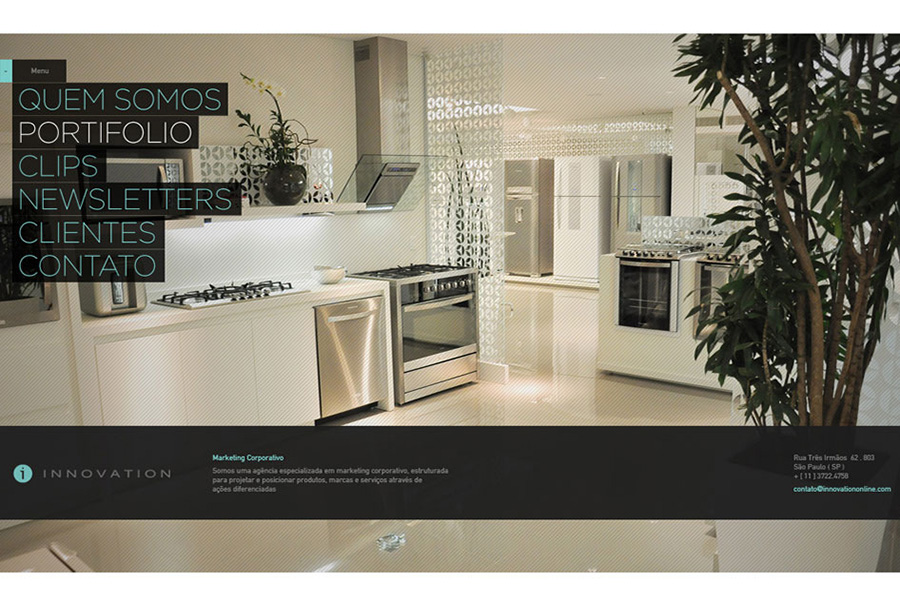 Menu
QUEM SOMOS
PORTIFOLIO
CLIPS
NEWSLETTERS
CLIENTES
CONTATO
i INNOVATION
Marketing Corporativo
Somos uma agência especializada em marketing corporativo, estruturada
para projetar e posicionar produtos, marcas e serviços através de
ações diferenciadas
Rua Três Irmãos 62 . 803
São Paulo ( SP )
+ [ 11 ] 3722.4758
contato@innovationonline.com